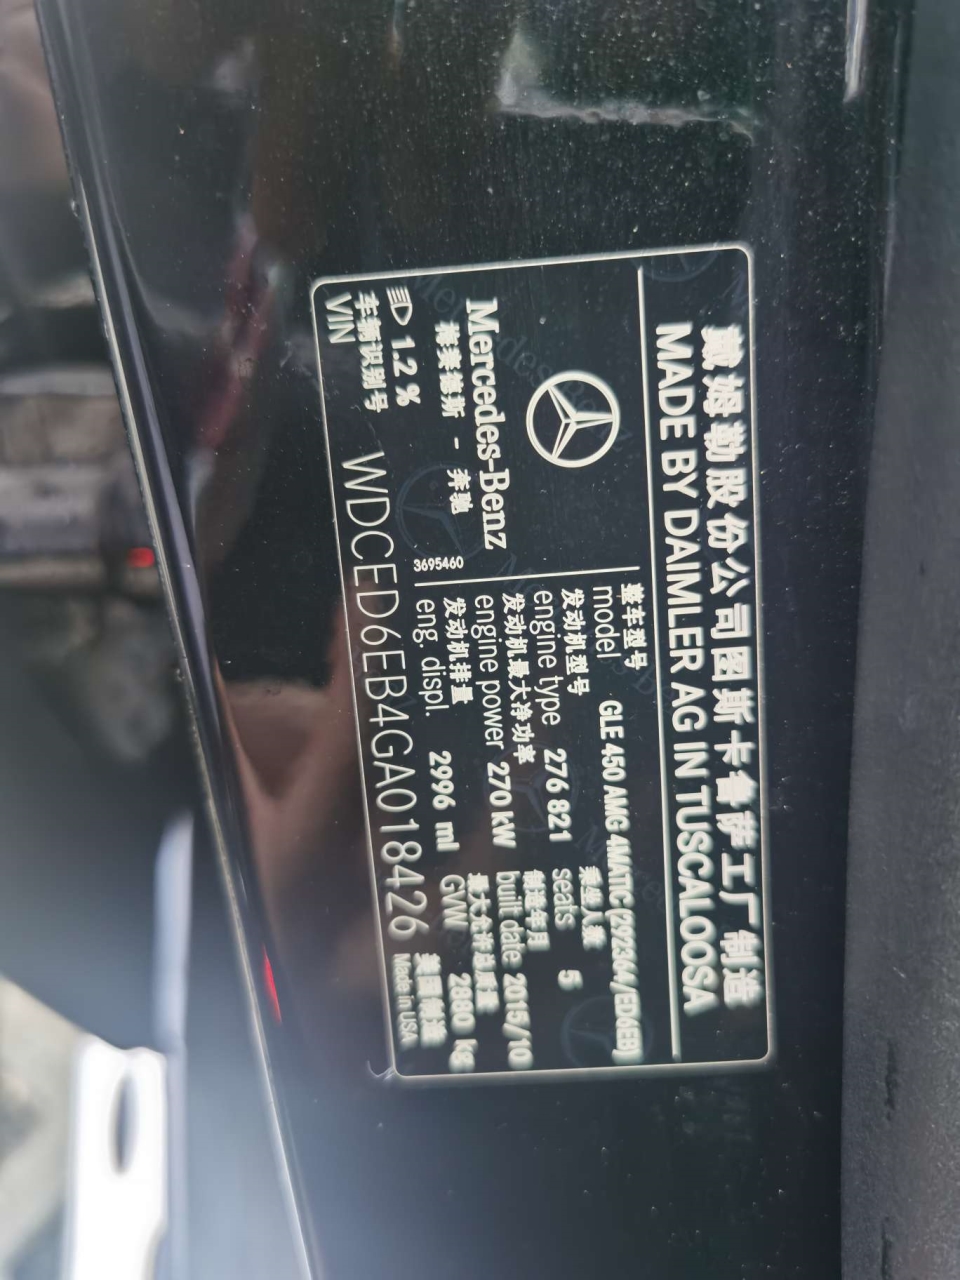 戴姆勒股份公司图斯卡鲁萨工厂制造
MADE BY DAIMLER AG IN TUSCALOOSA
Mercedes-Benz
梅赛德斯 - 奔驰
3695460
1.2 %
整车型号
model GLE 450 AMG 4MATIC (292364/ED6EB)
发动机型号 乘坐人数
engine type 276 821 seats 5
发动机最大净功率 制造年月
engine power 270 kW built date 2015/10
发动机排量 最大允许总质量
eng. displ. 2996 ml GVW 2880 kg
车辆识别号 美国制造
VIN WDCED6EB4GA018426 Made in USA